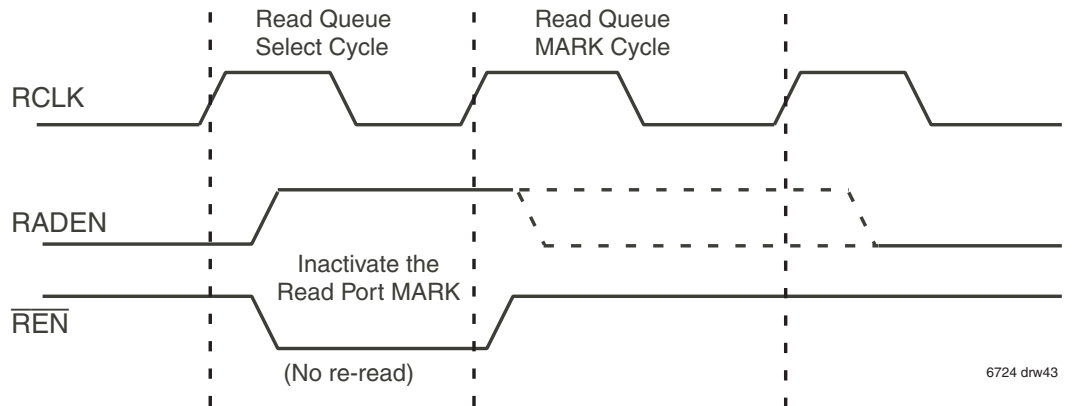 Read Queue
Select Cycle
Read Queue
MARK Cycle
RCLK
RADEN
Inactivate the
Read Port MARK
REN
(No re-read)
6724 drw43